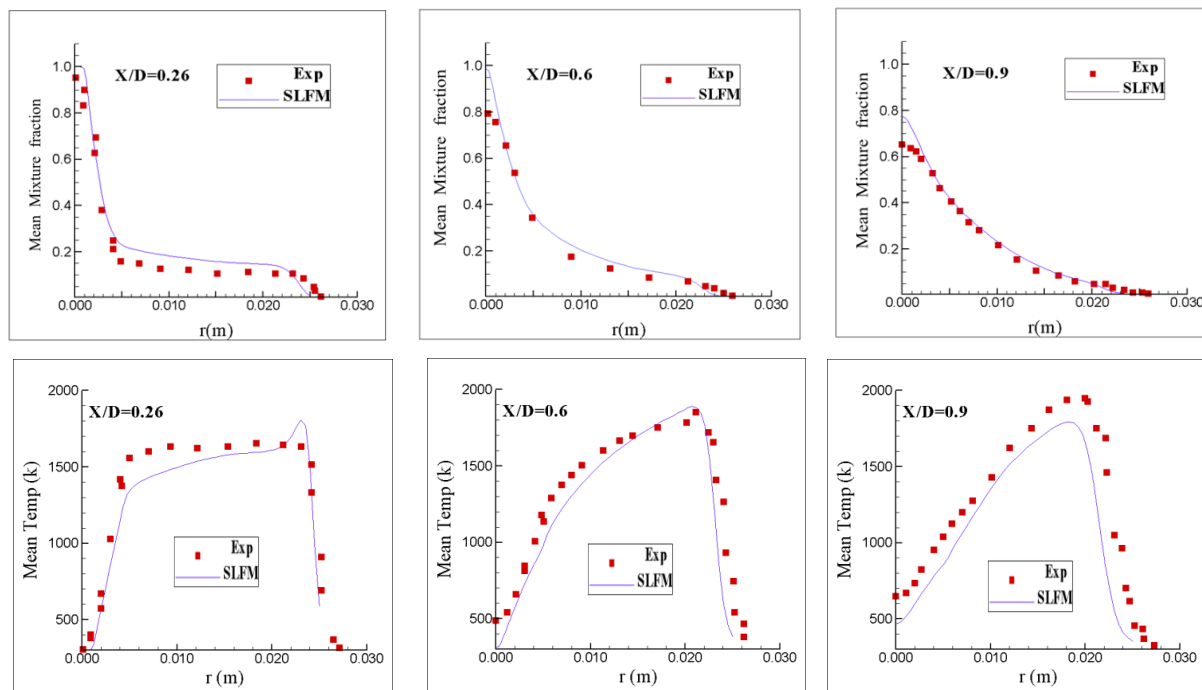 X/D=0.26
Exp
SLFM
Mean Mixture fraction
1.0
0.8
0.6
0.4
0.2
0.000
0.010
0.020
0.030
r(m)
X/D=0.6
Exp
SLFM
Mean Mixture fraction
1.0
0.8
0.6
0.4
0.2
0.000
0.010
0.020
0.030
r(m)
X/D=0.9
Exp
SLFM
Mean Mixture fraction
1.0
0.8
0.6
0.4
0.2
0.000
0.010
0.020
0.030
r(m)
X/D=0.26
Exp
SLFM
Mean Temp (k)
2000
1500
1000
500
0.000
0.010
0.020
0.030
r (m)
X/D=0.6
Exp
SLFM
Mean Temp (k)
2000
1500
1000
500
0.000
0.010
0.020
0.030
r (m)
X/D=0.9
Exp
SLFM
Mean Temp (k)
2000
1500
1000
500
0.000
0.010
0.020
0.030
r (m)